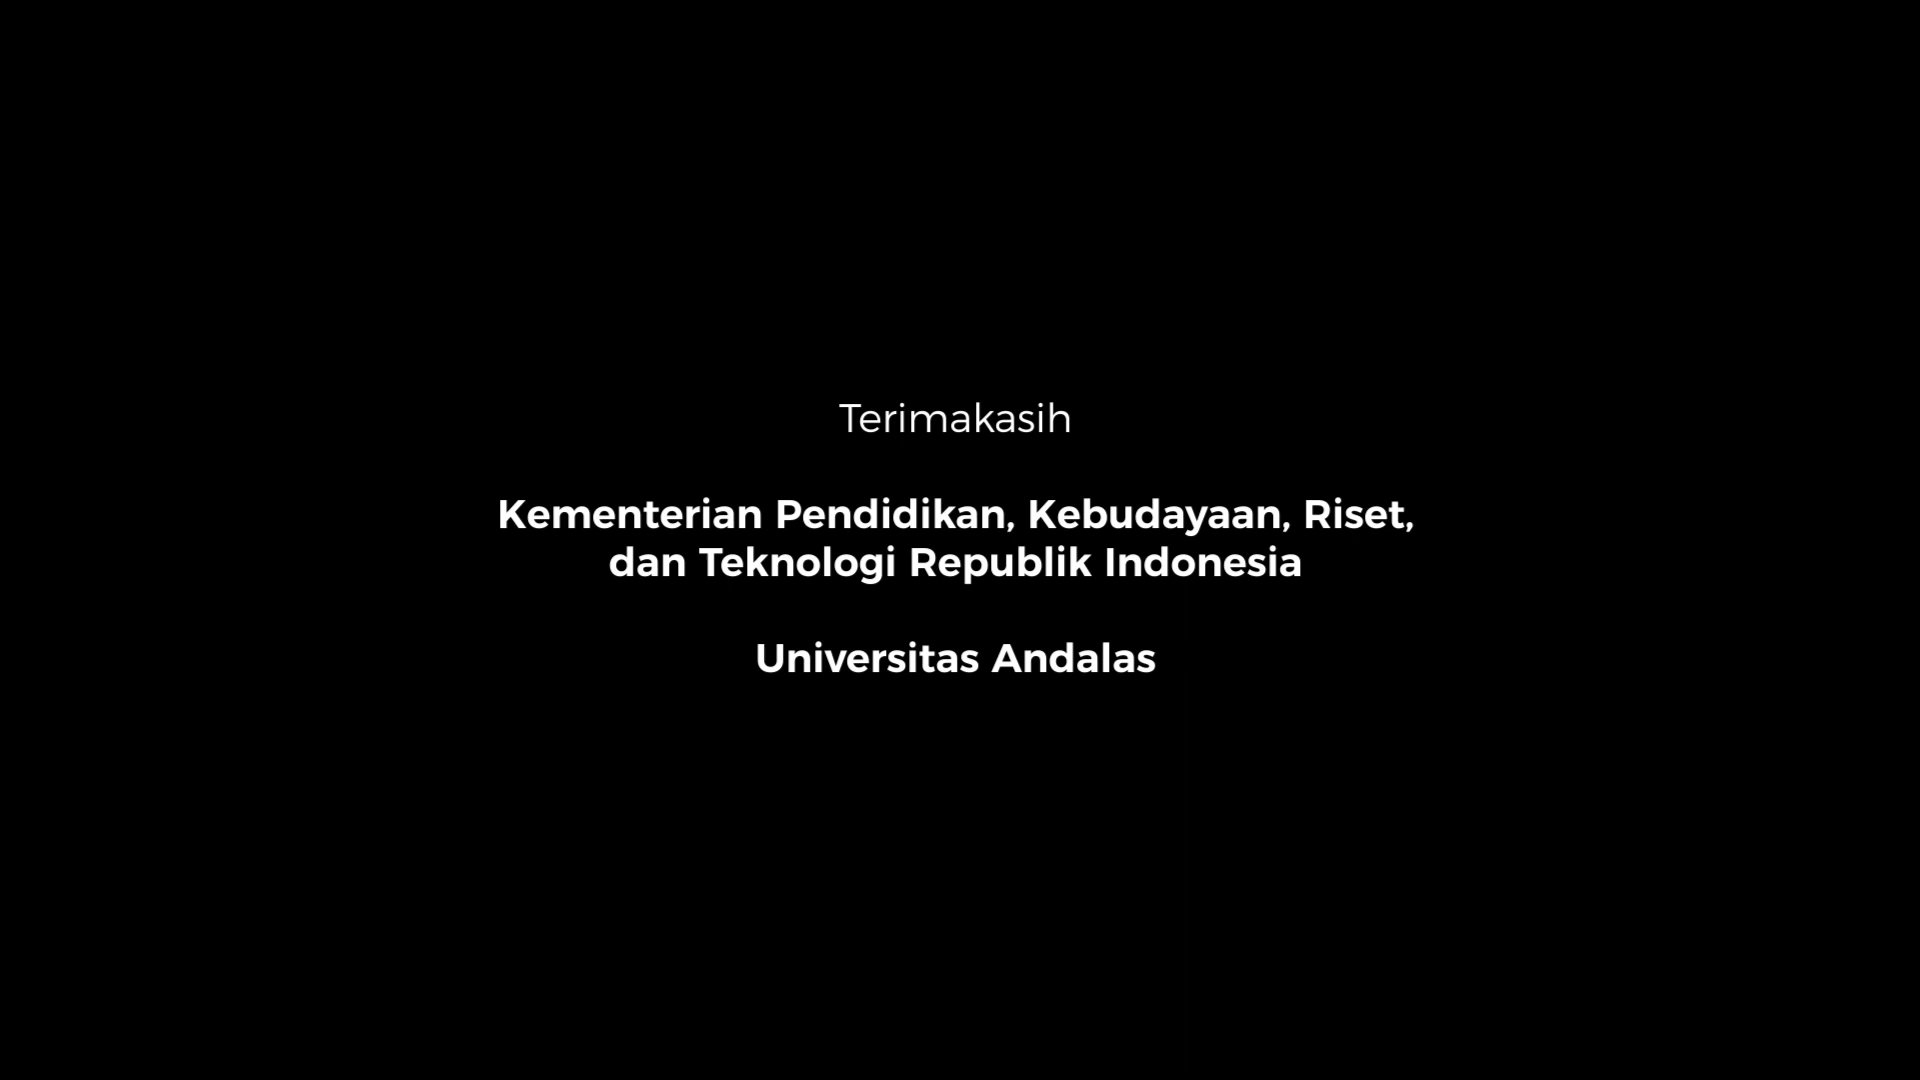 Terimakasih
Kementerian Pendidikan, Kebudayaan, Riset,
dan Teknologi Republik Indonesia
Universitas Andalas